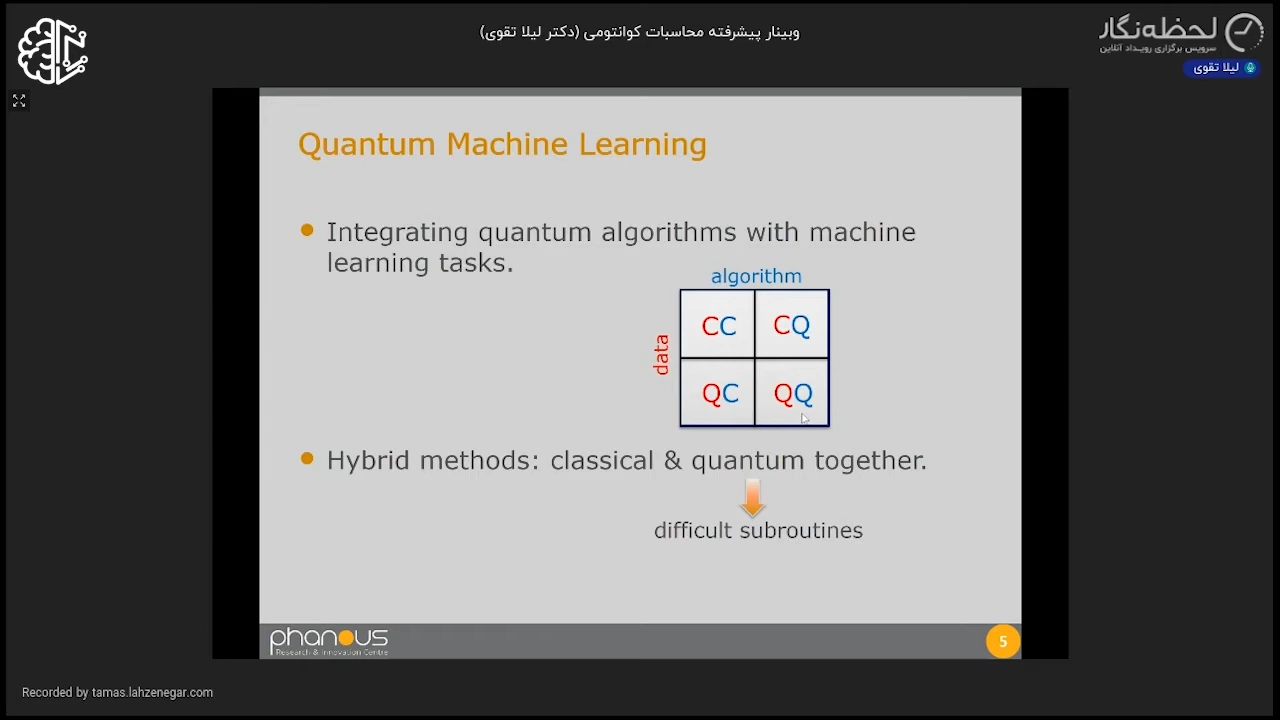 وبینار پیشرفته محاسبات کوانتومی (دکتر لیلا تقوی)
لحظه‌نگار
سرویس برگزاری رویداد آنلاین
لیلا تقوی
Quantum Machine Learning
Integrating quantum algorithms with machine
learning tasks.
algorithm
data
CC CQ
QC QQ
Hybrid methods: classical & quantum together.
difficult subroutines
phanous
Research & Innovation Centre
5
Recorded by tamas.lahzenegar.com